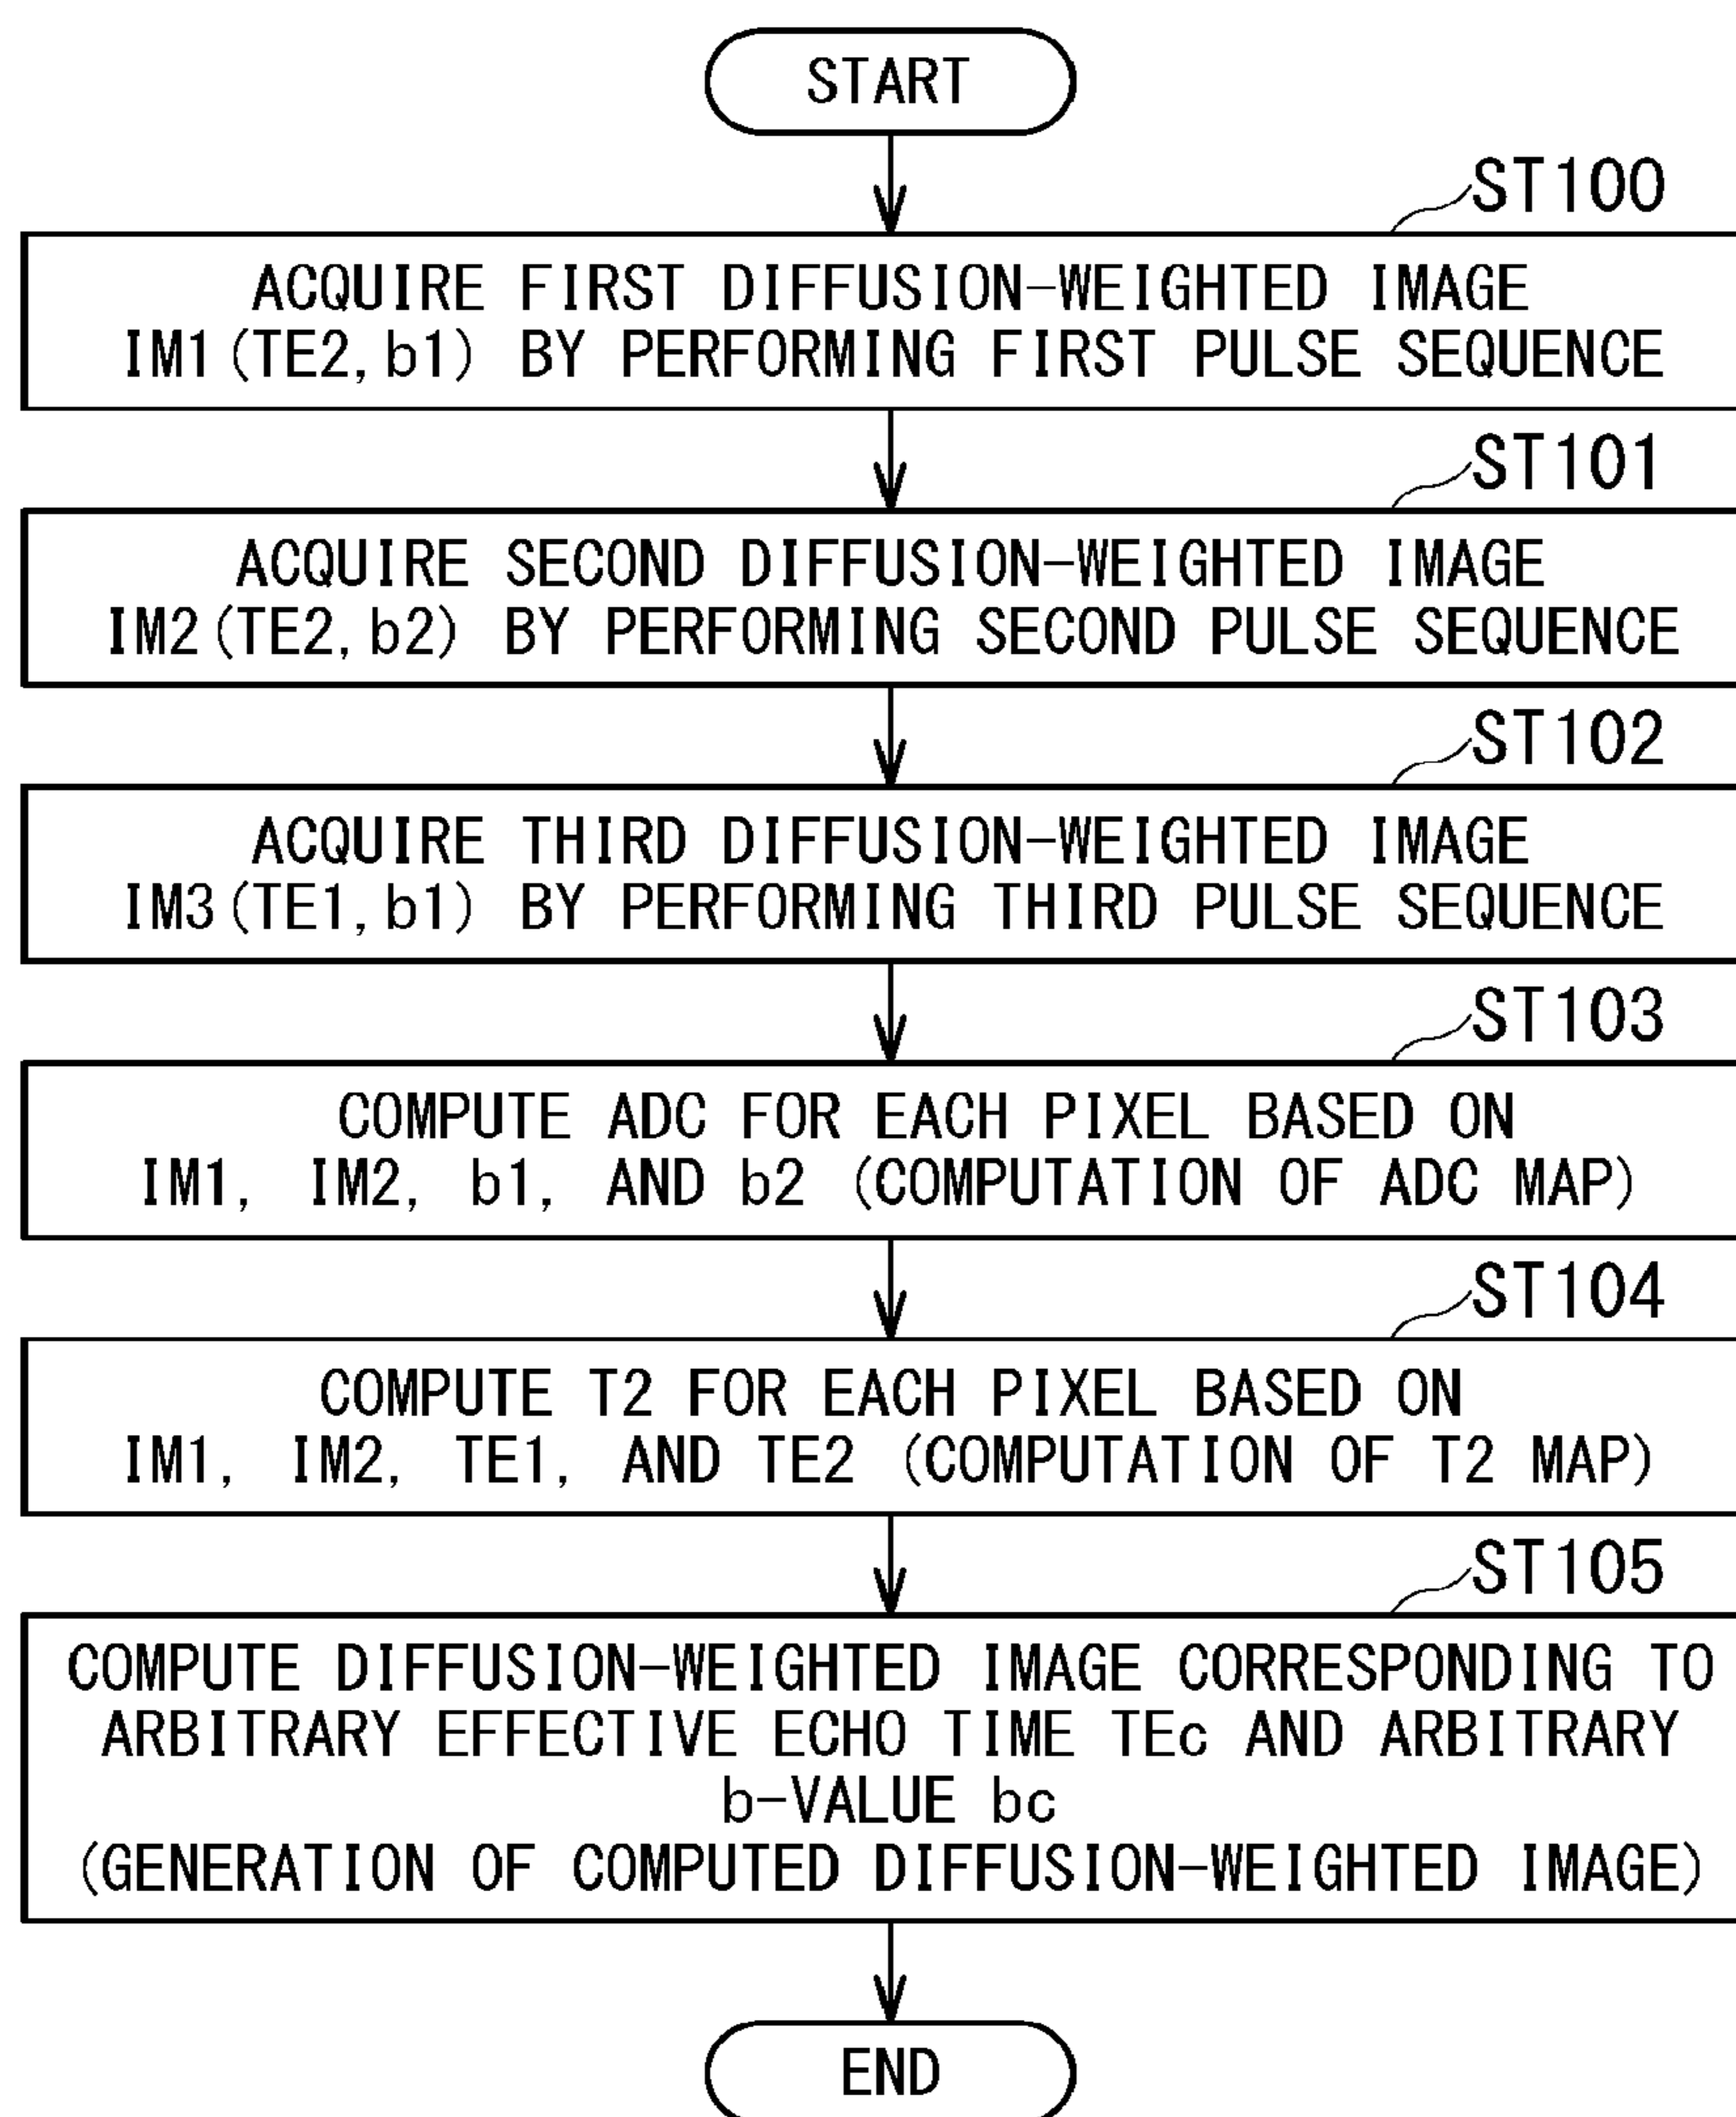 START
ST100
ACQUIRE FIRST DIFFUSION-WEIGHTED IMAGE
IM1(TE2, b1) BY PERFORMING FIRST PULSE SEQUENCE
ST101
ACQUIRE SECOND DIFFUSION-WEIGHTED IMAGE
IM2(TE2, b2) BY PERFORMING SECOND PULSE SEQUENCE
ST102
ACQUIRE THIRD DIFFUSION-WEIGHTED IMAGE
IM3(TE1, b1) BY PERFORMING THIRD PULSE SEQUENCE
ST103
COMPUTE ADC FOR EACH PIXEL BASED ON
IM1, IM2, b1, AND b2 (COMPUTATION OF ADC MAP)
ST104
COMPUTE T2 FOR EACH PIXEL BASED ON
IM1, IM2, TE1, AND TE2 (COMPUTATION OF T2 MAP)
ST105
COMPUTE DIFFUSION-WEIGHTED IMAGE CORRESPONDING TO
ARBITRARY EFFECTIVE ECHO TIME TEc AND ARBITRARY
b-VALUE bc
(GENERATION OF COMPUTED DIFFUSION-WEIGHTED IMAGE)
END